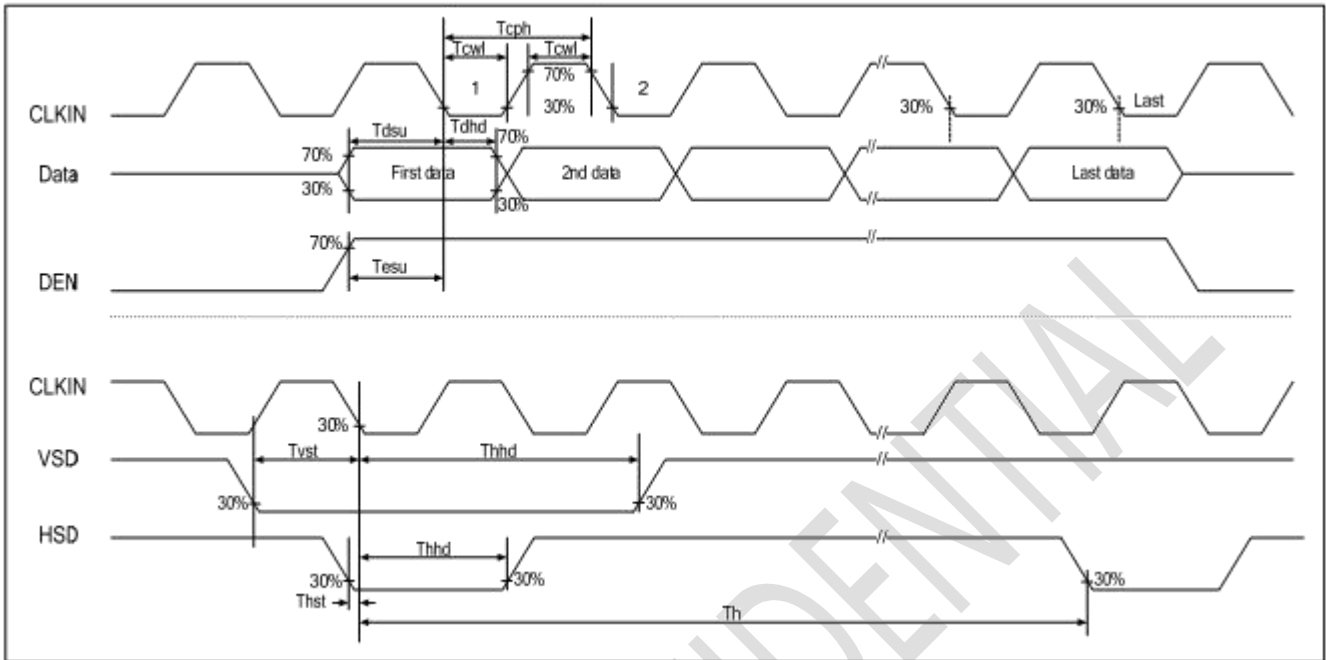 Tcph
Tcwl Tcwl
1 70% 2
CLKIN 30% 30% 30% Last
Tdsu Tdhd
70% 70%
Data First data 2nd data Last data
30% 30%
70%
DEN Tesu
CLKIN
30%
VSD Tvst Thhd
30% 30%
HSD Thhd
30% 30% 30%
Thst
Th
NDENTIAL